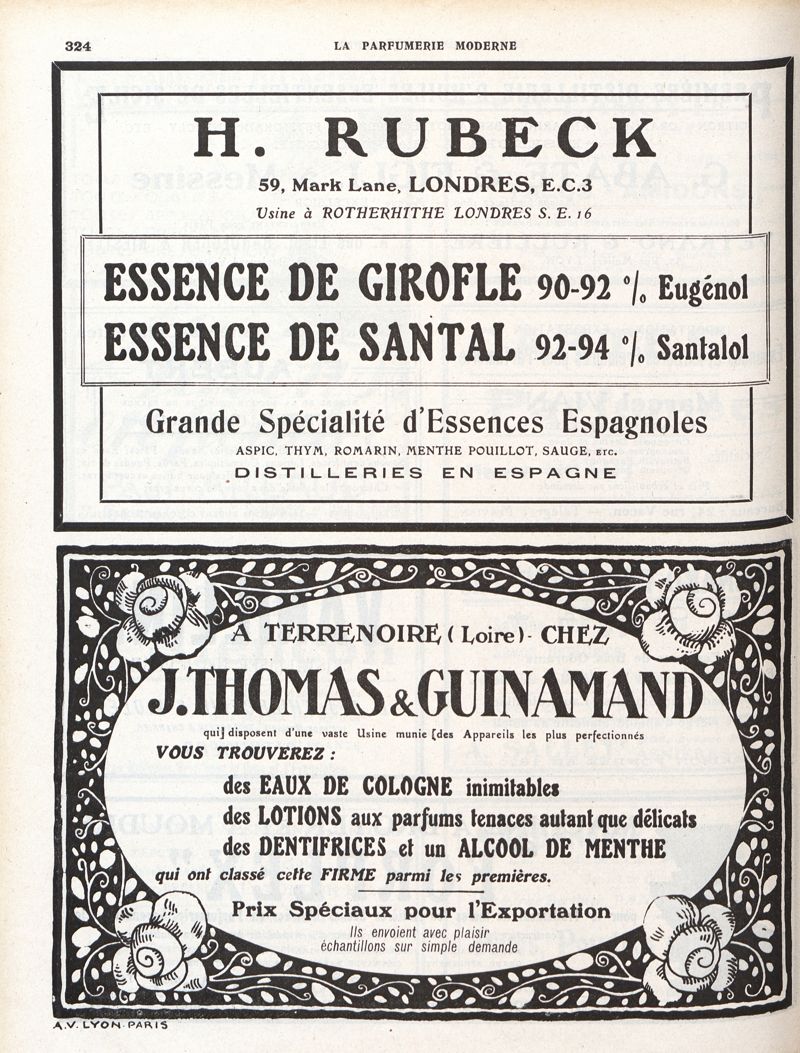 324
LA PARFUMERIE MODERNE
H. RUBECK
59, Mark Lane, LONDRES, E.C.3
Usine à ROTHERHITHE LONDRES S. E. 16
ESSENCE DE GIROFLE 90-92 % Eugénol
ESSENCE DE SANTAL 92-94 % Santalol
Grande Spécialité d'Essences Espagnoles
ASPIC, THYM, ROMARIN, MENTHE POUILLOT, SAUGE, ETC.
DISTILLERIES EN ESPAGNE
A TERRENOIRE (Loire) - CHEZ
J. THOMAS & GUINAMAND
qui] disposent d'une vaste Usine munie [des Appareils les plus perfectionnés
VOUS TROUVEREZ :
des EAUX DE COLOGNE inimitables
des LOTIONS aux parfums tenaces autant que délicats
des DENTIFRICES et un ALCOOL DE MENTHE
qui ont classé cette FIRME parmi les premières.
Prix Spéciaux pour l'Exportation
Ils envoient avec plaisir
échantillons sur simple demande
A.V. LYON-PARIS